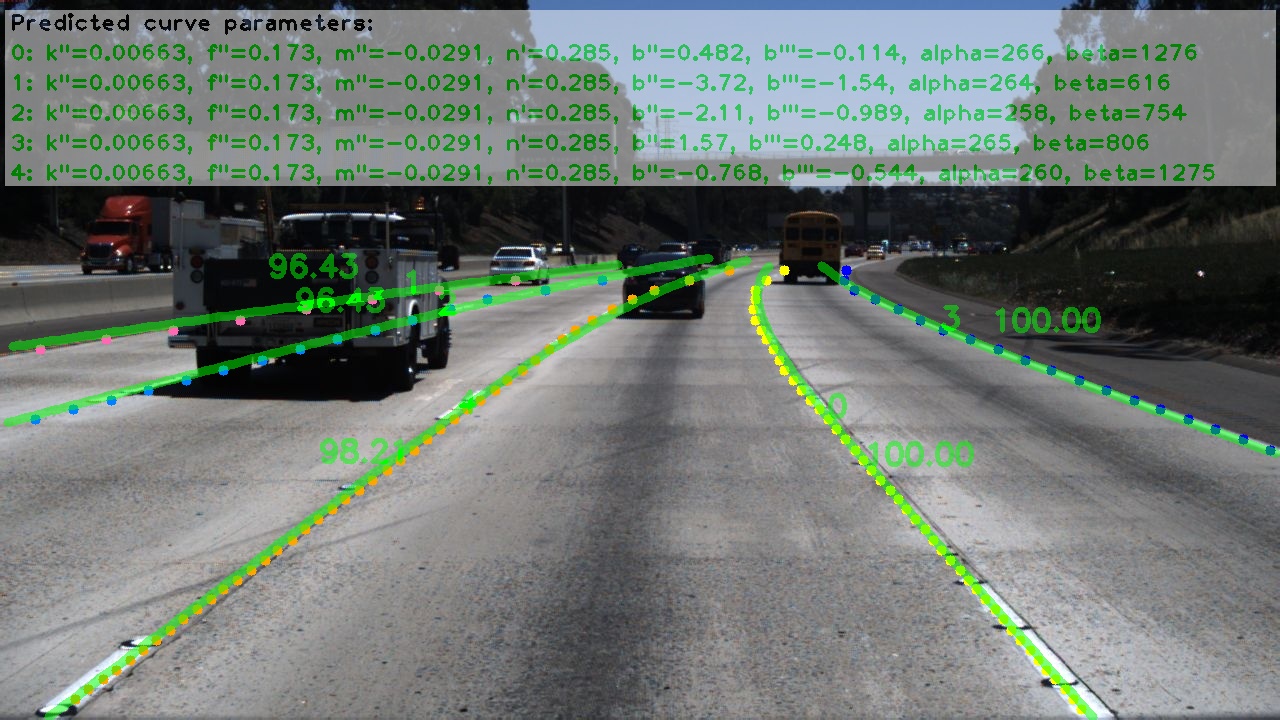 Predicted curve parameters:
0: k''=0.00663, f''=0.173, m''=-0.0291, n'=0.285, b''=0.482, b'''=-0.114, alpha=266, beta=1276
1: k''=0.00663, f''=0.173, m''=-0.0291, n'=0.285, b''=-3.72, b'''=-1.54, alpha=264, beta=616
2: k''=0.00663, f''=0.173, m''=-0.0291, n'=0.285, b''=-2.11, b'''=-0.989, alpha=258, beta=754
3: k''=0.00663, f''=0.173, m''=-0.0291, n'=0.285, b''=1.57, b'''=0.248, alpha=265, beta=806
4: k''=0.00663, f''=0.173, m''=-0.0291, n'=0.285, b''=-0.768, b'''=-0.544, alpha=260, beta=1275
96.43
1
96.43
3 100.00
0
98.21
100.00